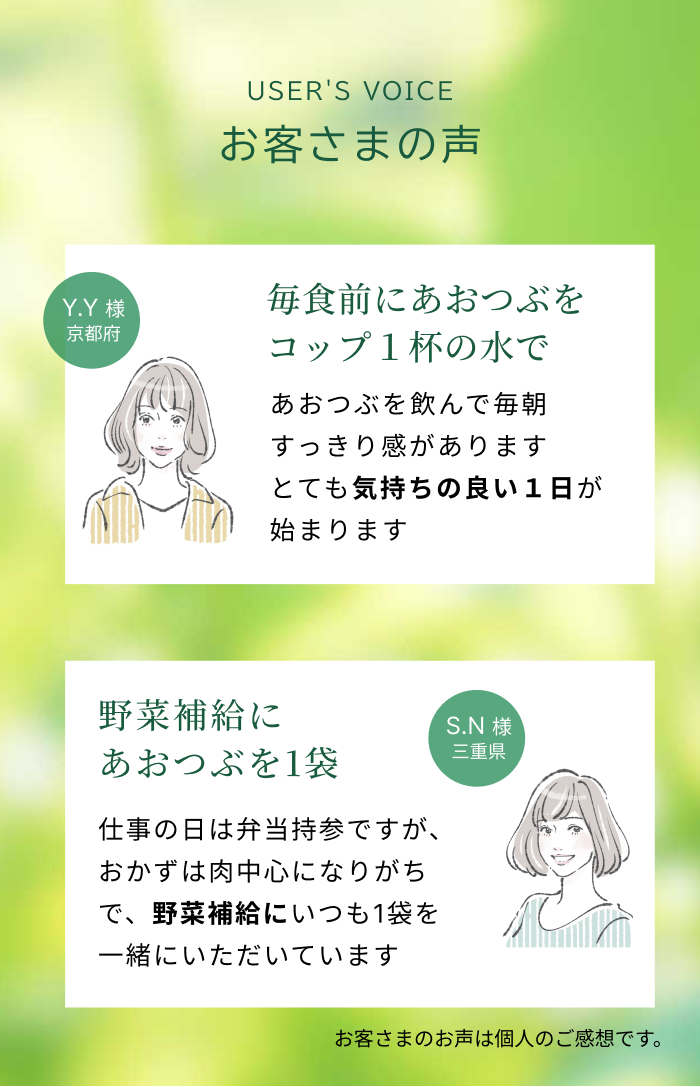 USER'S VOICE
お客さまの声
Y.Y 様
京都府
毎食前にあおつぶを
コップ１杯の水で
あおつぶを飲んで毎朝
すっきり感があります
とても気持ちの良い１日が
始まります
野菜補給に
あおつぶを1袋
S.N 様
三重県
仕事の日は弁当持参ですが、
おかずは肉中心になりがち
で、野菜補給にいつも1袋を
一緒にいただいています
お客さまのお声は個人のご感想です。